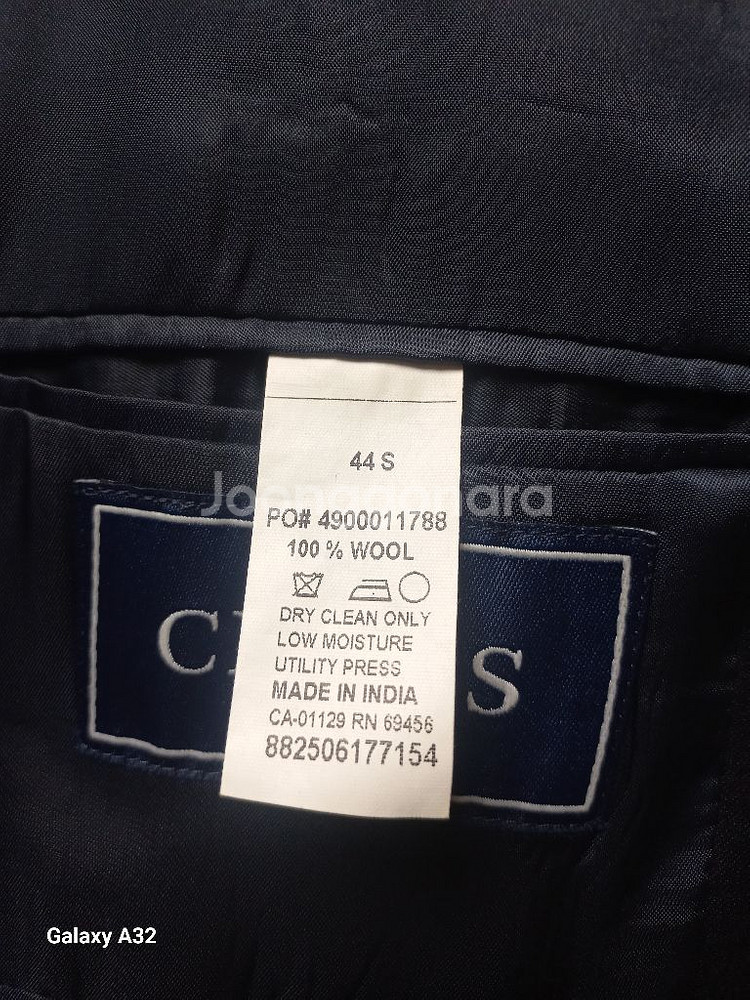 44 S
PO# 4900011788
100 % WOOL
DRY CLEAN ONLY
LOW MOISTURE
UTILITY PRESS
MADE IN INDIA
CA-01129 RN 69456
882506177154
Galaxy A32